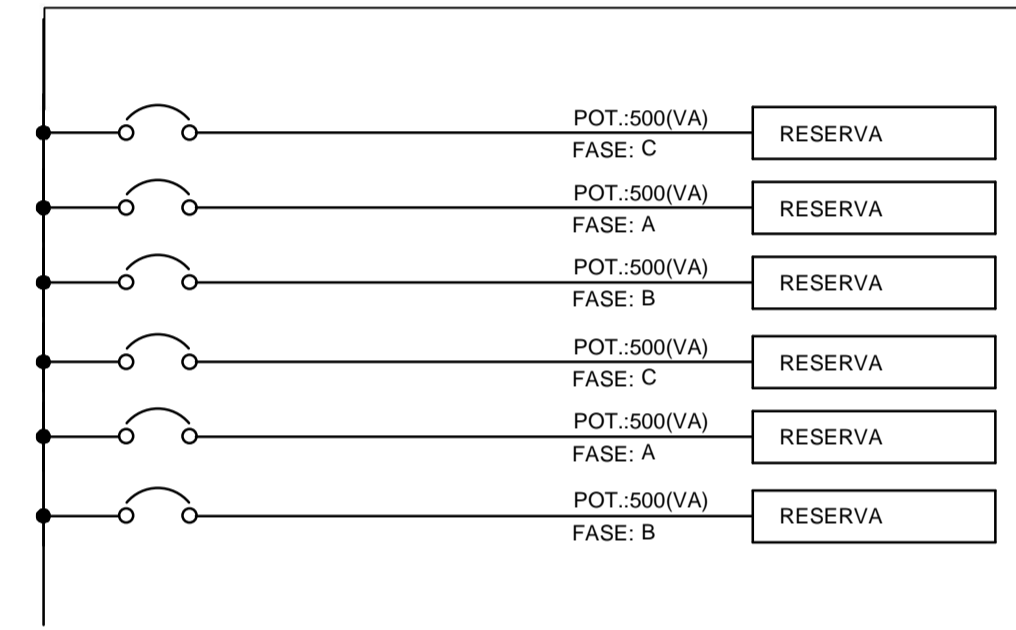 POT.:500(VA)
RESERVA
FASE: C
POT.:500(VA)
RESERVA
FASE: A
POT.:500(VA)
RESERVA
FASE: B
POT.:500(VA)
RESERVA
FASE: C
POT.:500(VA)
RESERVA
FASE: A
POT.:500(VA)
RESERVA
FASE: B